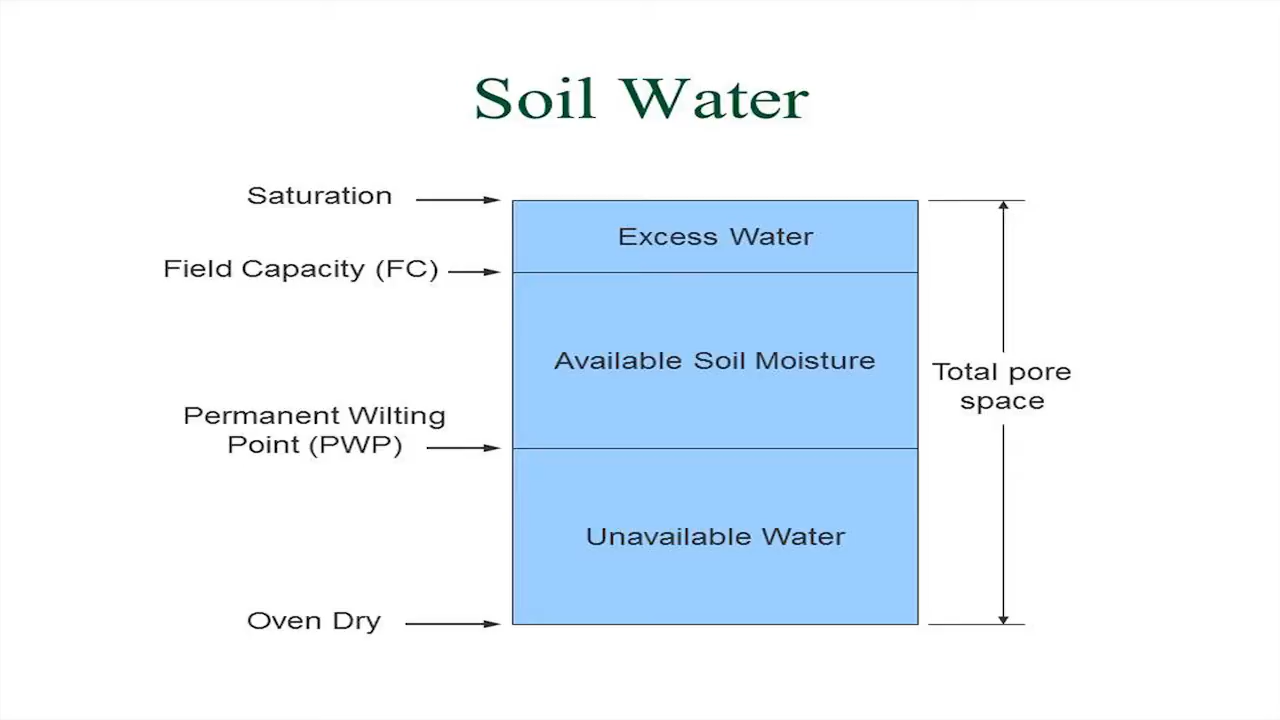 Soil Water
Saturation
Excess Water
Field Capacity (FC)
Available Soil Moisture
Total pore
space
Permanent Wilting
Point (PWP)
Unavailable Water
Oven Dry